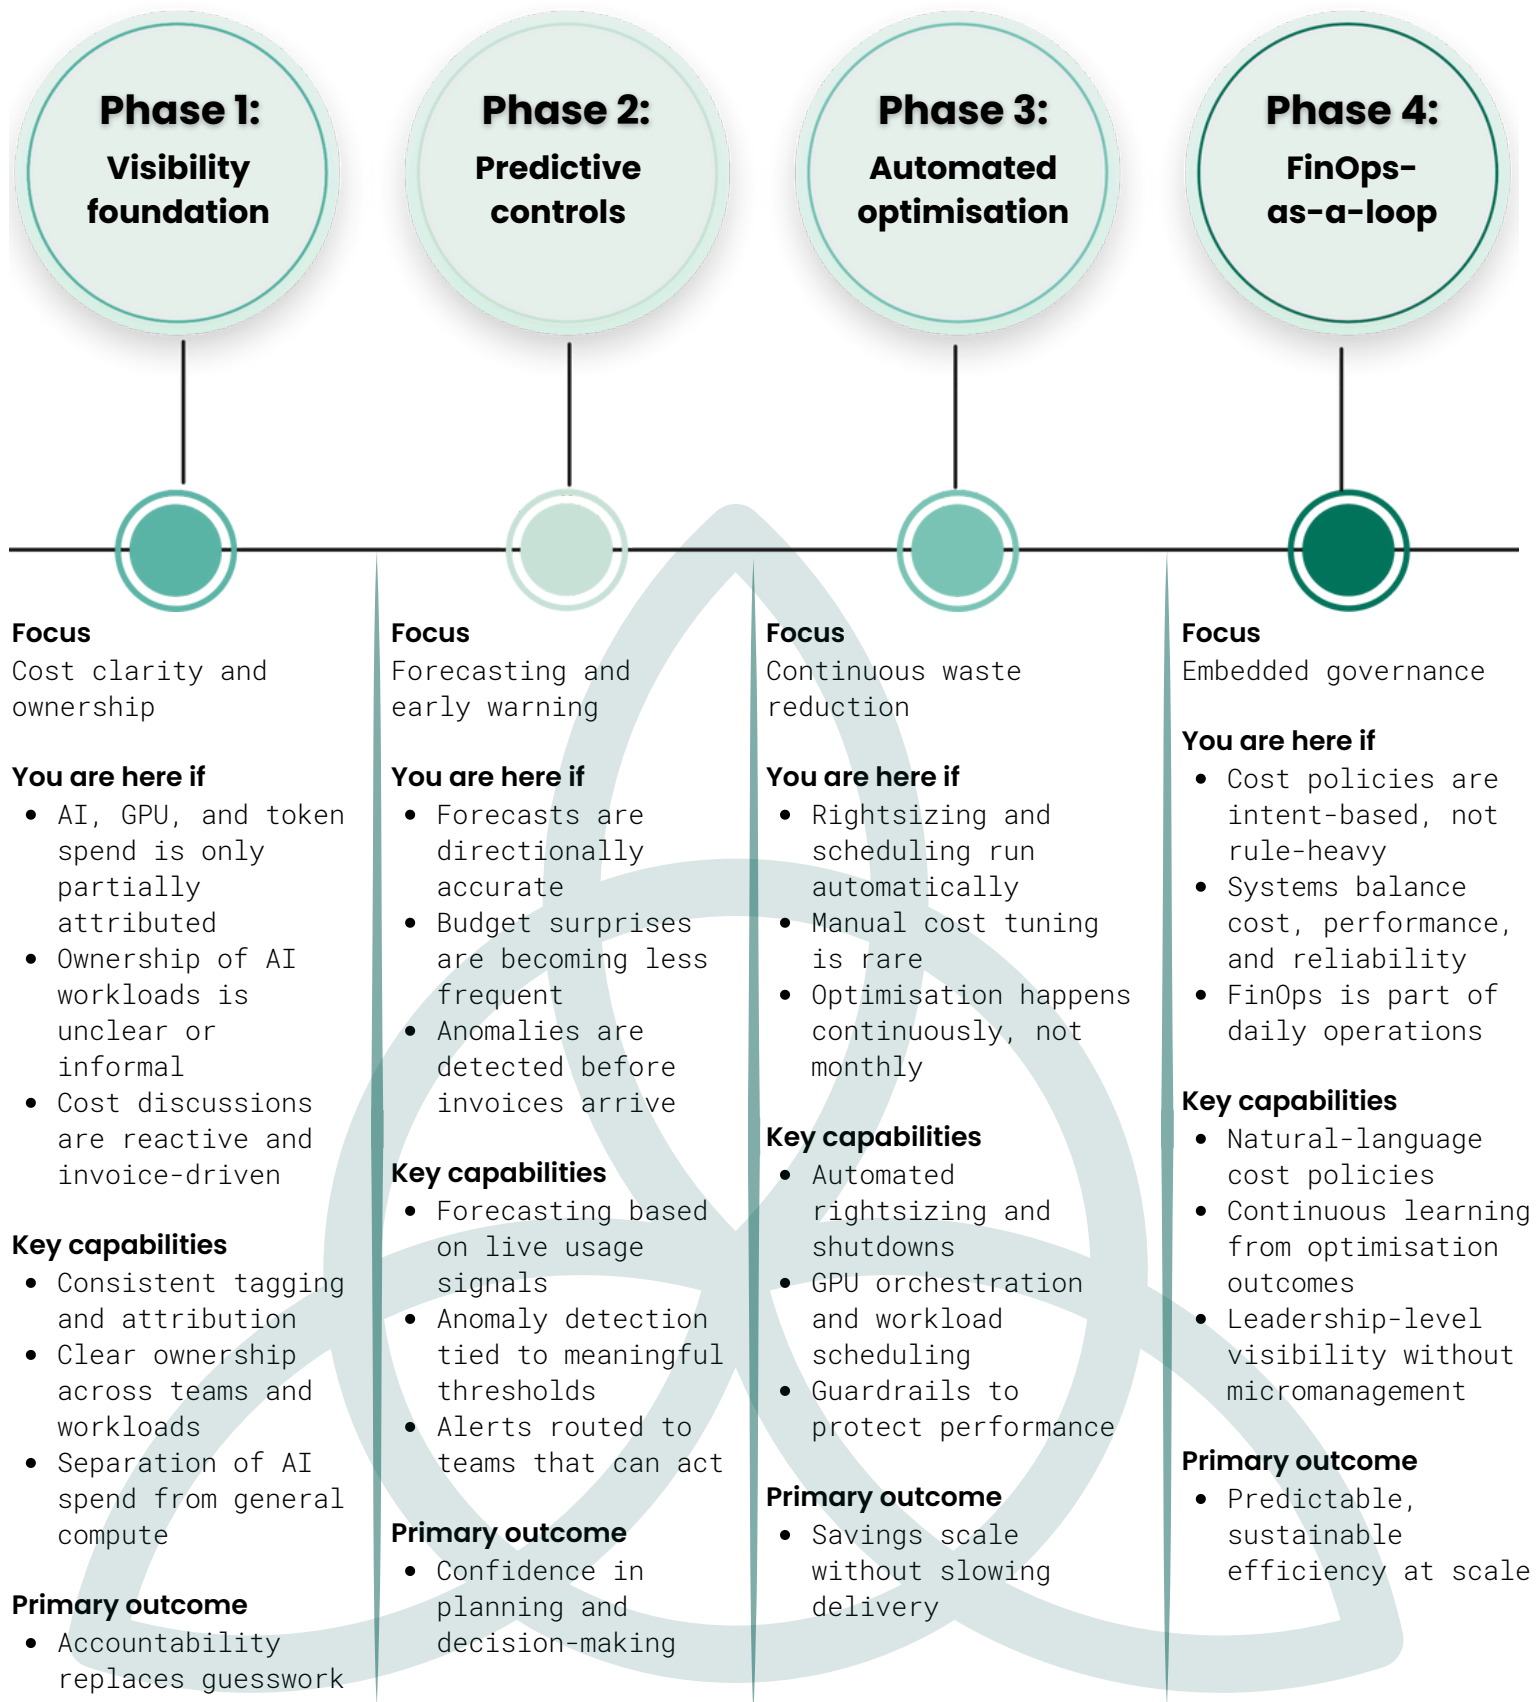 Phase 1:
Visibility
foundation
Phase 2:
Predictive
controls
Phase 3:
Automated
optimisation
Phase 4:
FinOps-
as-a-loop
Focus
Cost clarity and
ownership
You are here if
• AI, GPU, and token
spend is only
partially
attributed
• Ownership of AI
workloads is
unclear or
informal
• Cost discussions
are reactive and
invoice-driven
Key capabilities
• Consistent tagging
and attribution
• Clear ownership
across teams and
workloads
• Separation of AI
spend from general
compute
Primary outcome
• Accountability
replaces guesswork
Focus
Forecasting and
early warning
You are here if
• Forecasts are
directionally
accurate
• Budget surprises
are becoming less
frequent
• Anomalies are
detected before
invoices arrive
Key capabilities
• Forecasting based
on live usage
signals
• Anomaly detection
tied to meaningful
thresholds
• Alerts routed to
teams that can act
Primary outcome
• Confidence in
planning and
decision-making
Focus
Continuous waste
reduction
You are here if
• Rightsizing and
scheduling run
automatically
• Manual cost tuning
is rare
• Optimisation happens
continuously, not
monthly
Key capabilities
• Automated
rightsizing and
shutdowns
• GPU orchestration
and workload
scheduling
• Guardrails to
protect performance
Primary outcome
• Savings scale
without slowing
delivery
Focus
Embedded governance
You are here if
• Cost policies are
intent-based, not
rule-heavy
• Systems balance
cost, performance,
and reliability
• FinOps is part of
daily operations
Key capabilities
• Natural-language
cost policies
• Continuous learning
from optimisation
outcomes
• Leadership-level
visibility without
micromanagement
Primary outcome
• Predictable,
sustainable
efficiency at scale